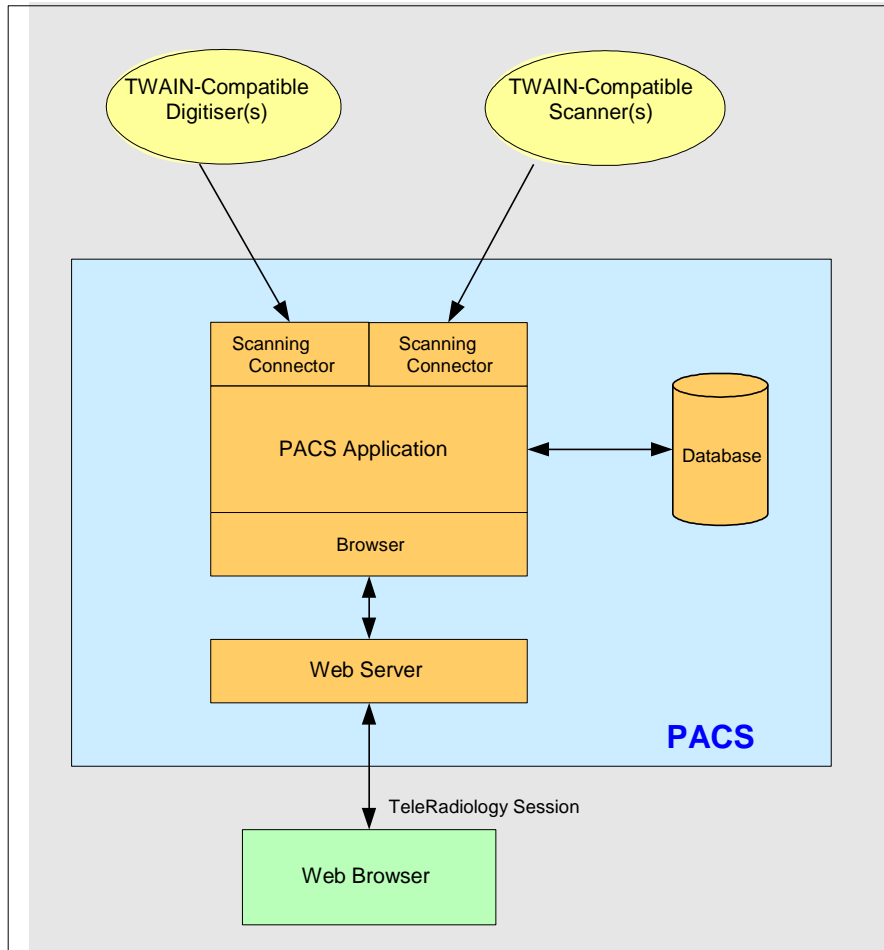 TWAIN-Compatible
Digitiser(s)
TWAIN-Compatible
Scanner(s)
Scanning
Connector
Scanning
Connector
PACS Application
Database
Browser
Web Server
PACS
TeleRadiology Session
Web Browser